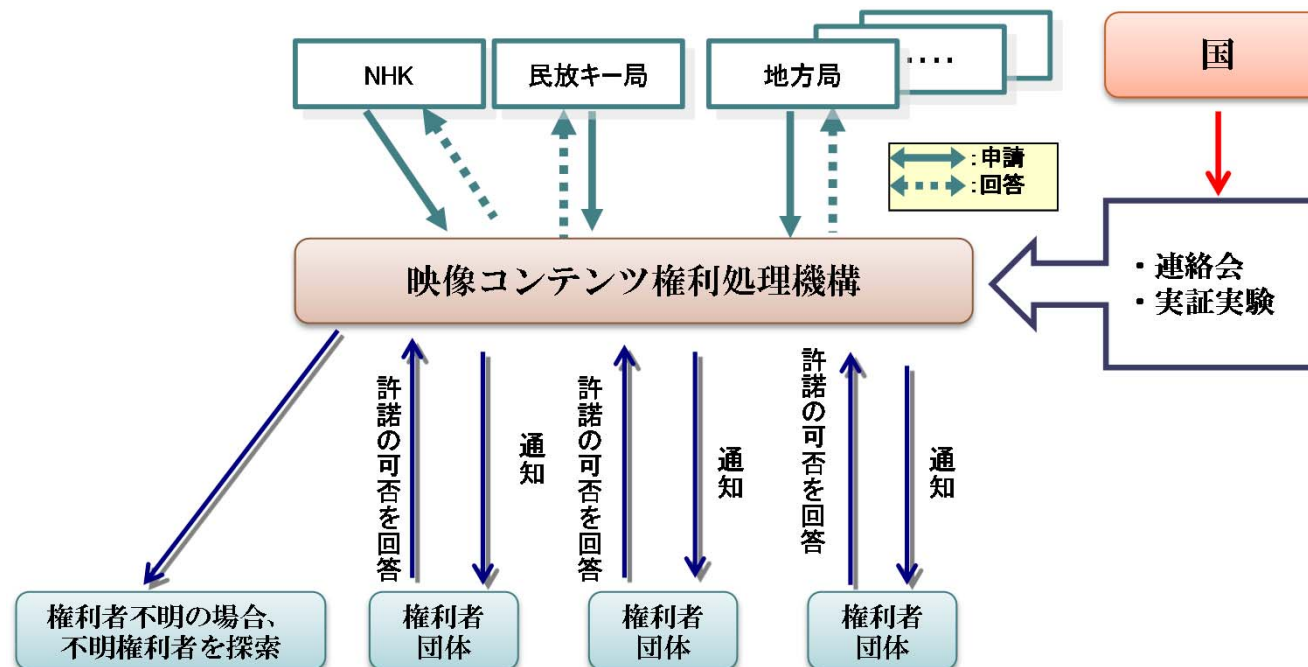 NHK
民放キー局
地方局
....
国
:申請
:回答
映像コンテンツ権利処理機構
・連絡会
・実証実験
許諾の可否を回答
通知
許諾の可否を回答
通知
許諾の可否を回答
通知
権利者不明の場合、
不明権利者を探索
権利者
団体
権利者
団体
権利者
団体